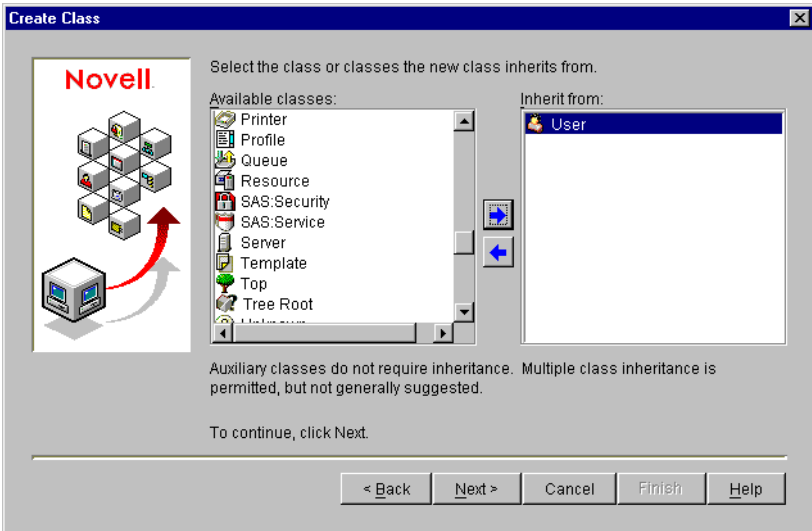 Create Class
Novell.
Select the class or classes the new class inherits from.
Available classes:
Inherit from:
Printer
Profile
Queue
Resource
SAS:Security
SAS:Service
Server
Template
Top
Tree Root
Unknown
User
Auxiliary classes do not require inheritance. Multiple class inheritance is
permitted, but not generally suggested.
To continue, click Next.
< Back
Next >
Cancel
Finish
Help